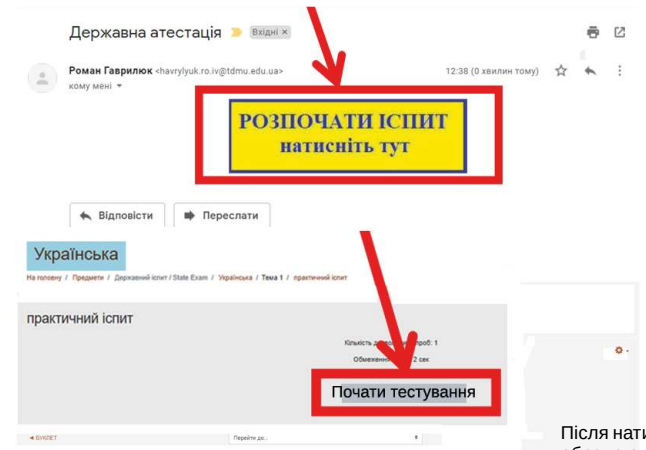 Державна атестація
Вхідні ×
Роман Гаврилюк <havrylyuk.ro.iv@tdmu.edu.ua>
12:38 (0 хвилин тому)
кому мені
РОЗПОЧАТИ ІСПИТ
натисніть тут
Відповісти
Переслати
Українська
На головну / Предмети / Державний іспит / State Exam / Українська / Тема 1 / практичний іспит
практичний іспит
Кількість проб: 1
Обмеження 2 сек
Почати тестування
◄ БУКЛЕТ
Перейти до...
Після